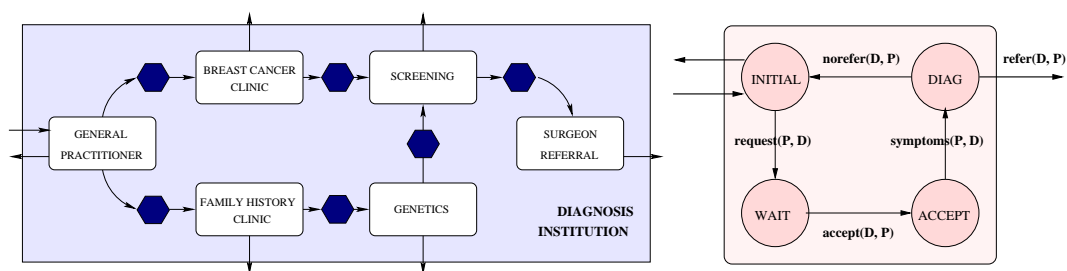 BREAST CANCER
CLINIC
SCREENING
GENERAL
PRACTITIONER
SURGEON
REFERRAL
FAMILY HISTORY
CLINIC
GENETICS
DIAGNOSIS
INSTITUTION
INITIAL
norefer(D, P)
DIAG
refer(D, P)
request(P, D)
symptoms(P, D)
WAIT
accept(D, P)
ACCEPT